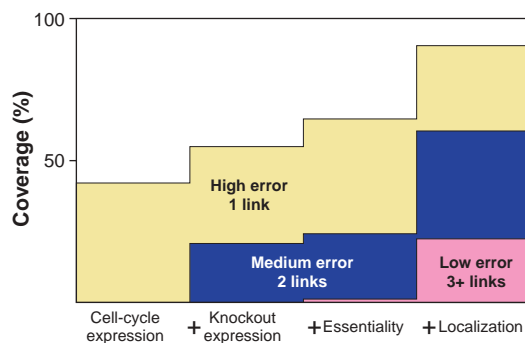 100
Coverage (%)
50
High error
1 link
Medium error
2 links
Low error
3+ links
Cell-cycle
expression
+ Knockout
expression
+ Essentiality
+ Localization